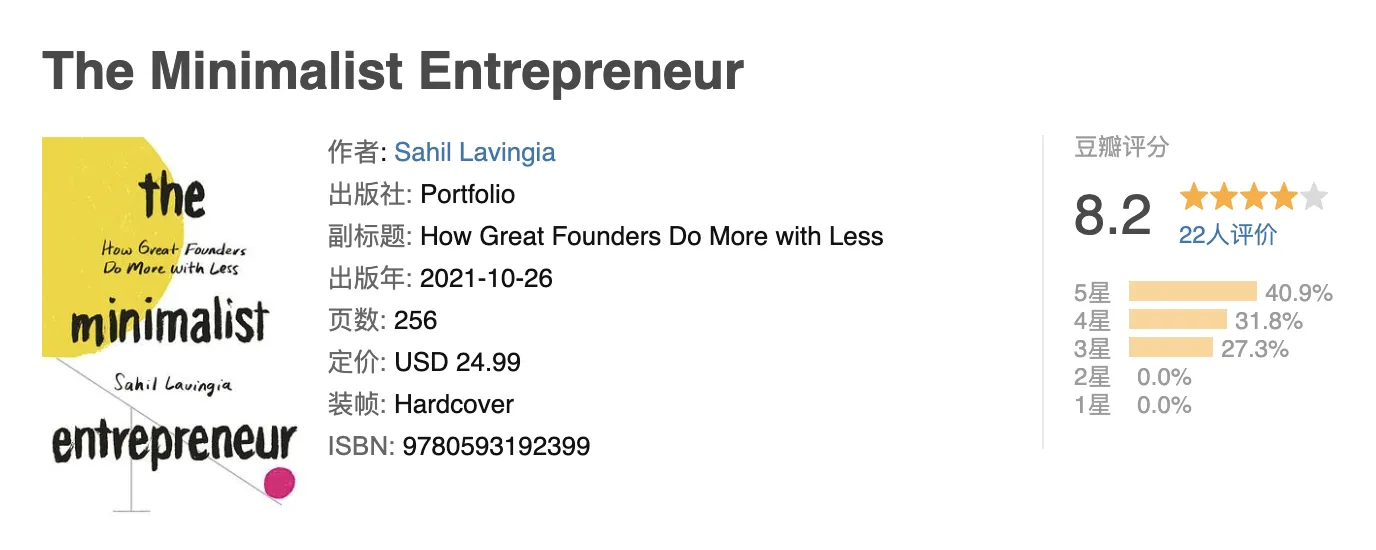 The Minimalist Entrepreneur
the
How Great Founders
Do More with Less
minimalist
Sahil Lavingia
entrepreneur
作者: Sahil Lavingia
出版社: Portfolio
副标题: How Great Founders Do More with Less
出版年: 2021-10-26
页数: 256
定价: USD 24.99
装帧: Hardcover
ISBN: 9780593192399
豆瓣评分
8.2
22人评价
5星 40.9%
4星 31.8%
3星 27.3%
2星 0.0%
1星 0.0%